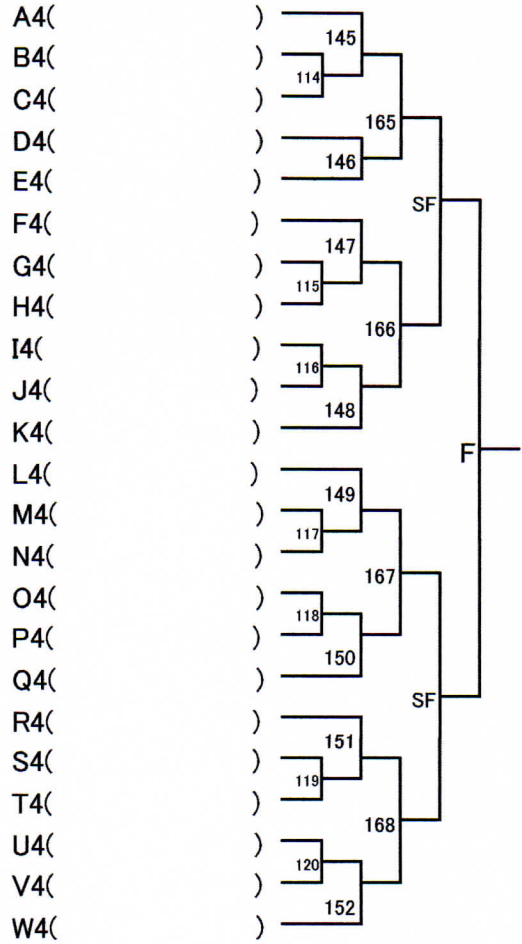 A4( )
145
B4( )
114
C4( )
165
D4( )
146
E4( )
SF
F4( )
147
G4( )
115
H4( )
166
I4( )
116
J4( )
148
K4( )
F
L4( )
149
M4( )
117
N4( )
167
O4( )
118
P4( )
150
Q4( )
SF
R4( )
151
S4( )
119
T4( )
168
U4( )
120
V4( )
152
W4( )